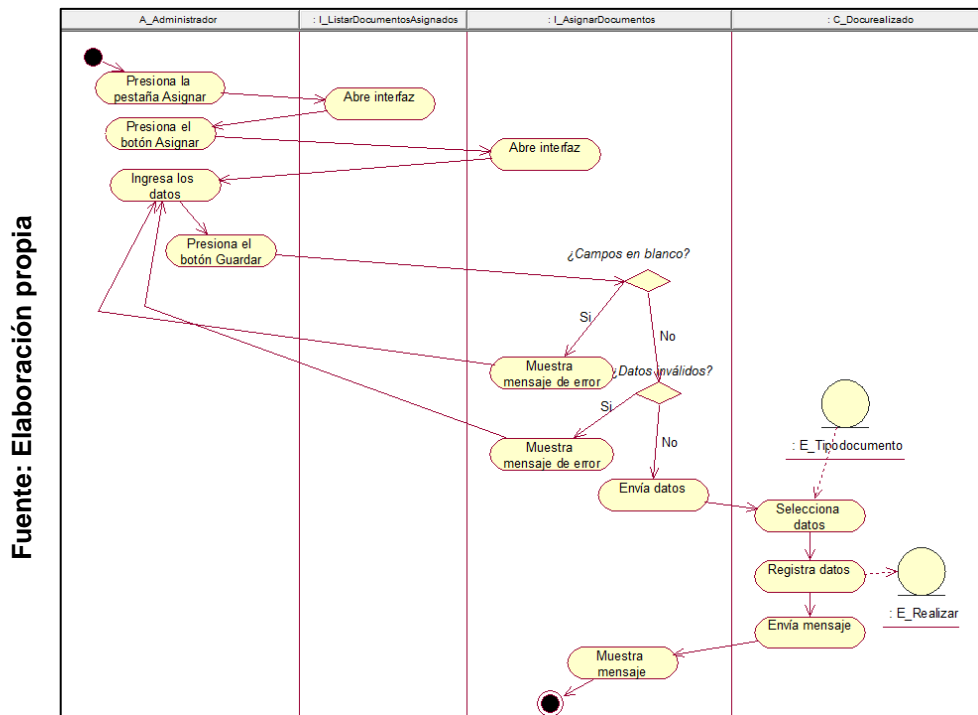 A_Administrador
: I_ListarDocumentosAsignados
: I_AsignarDocumentos
: C_Docurealizado
Presiona la
pestaña Asignar
Abre interfaz
Presiona el
botón Asignar
Abre interfaz
Ingresa los
datos
Presiona el
botón Guardar
¿Campos en blanco?
Si
No
Muestra
mensaje de error
¿Datos inválidos?
Si
No
Muestra
mensaje de error
: E_Tipodocumento
Envía datos
Selecciona
datos
Registra datos
: E_Realizar
Envía mensaje
Muestra
mensaje
Fuente: Elaboración propia